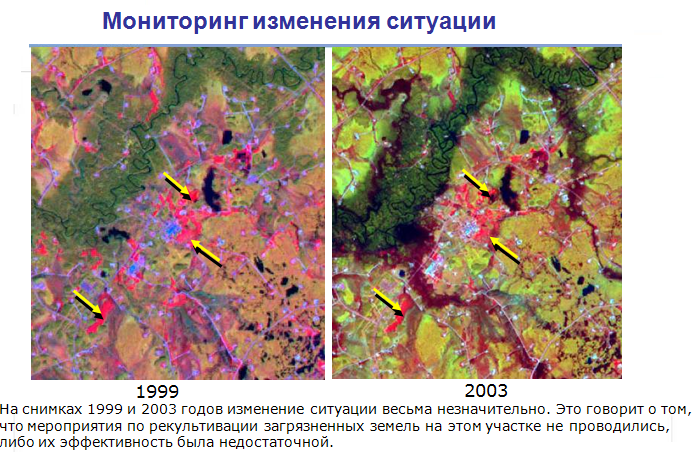 Мониторинг изменения ситуации
1999
2003
На снимках 1999 и 2003 годов изменение ситуации весьма незначительно. Это говорит о том,
что мероприятия по рекультивации загрязненных земель на этом участке не проводились,
либо их эффективность была недостаточной.